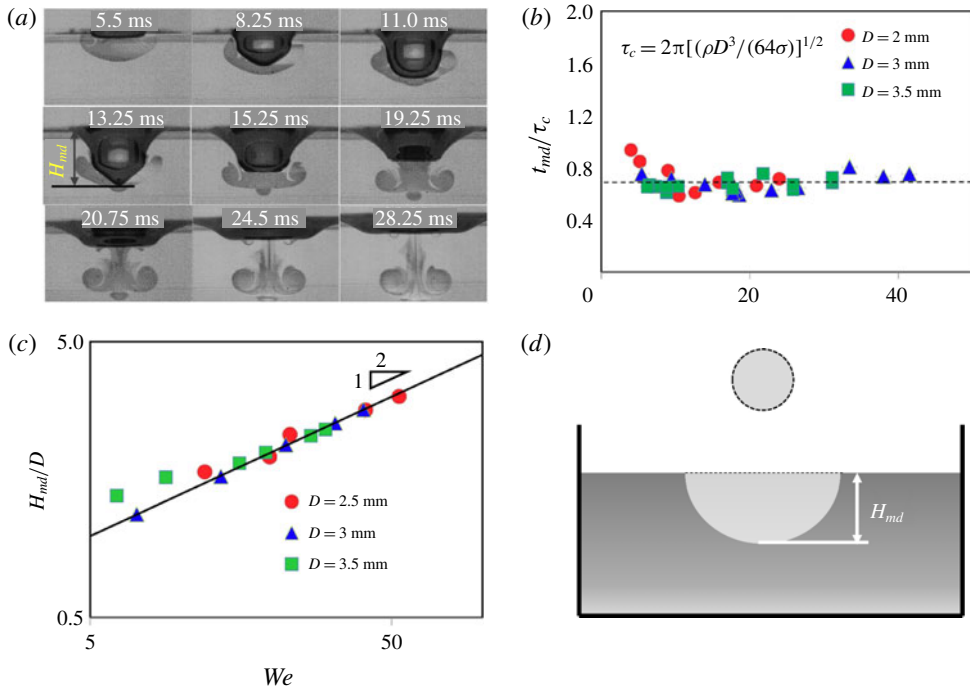 (a)
5.5 ms 8.25 ms 11.0 ms
13.25 ms 15.25 ms 19.25 ms
H_md
20.75 ms 24.5 ms 28.25 ms
(b)
2.0
1.6
1.2
0.8
0.4
t_md/τ_c
τ_c = 2π[(ρD³/(64σ)]^1/2
D = 2 mm
D = 3 mm
D = 3.5 mm
0 20 40
(c)
5.0
H_md/D
0.5
2
1
D = 2.5 mm
D = 3 mm
D = 3.5 mm
5 50
We
(d)
H_md